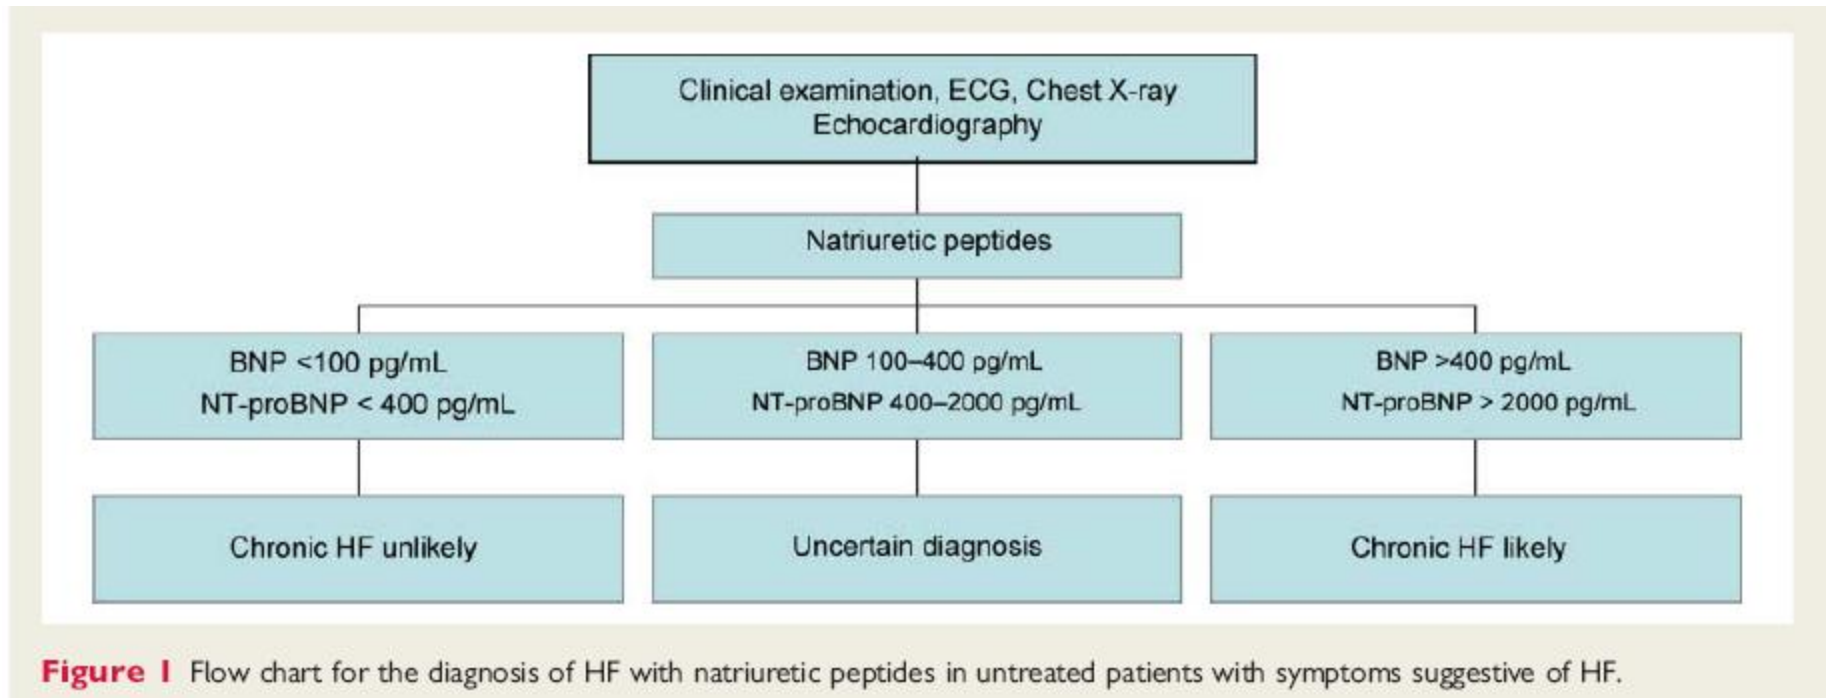 Clinical examination, ECG, Chest X-ray
Echocardiography
Natriuretic peptides
BNP <100 pg/mL
NT-proBNP < 400 pg/mL
BNP 100–400 pg/mL
NT-proBNP 400–2000 pg/mL
BNP >400 pg/mL
NT-proBNP > 2000 pg/mL
Chronic HF unlikely
Uncertain diagnosis
Chronic HF likely
Figure 1 Flow chart for the diagnosis of HF with natriuretic peptides in untreated patients with symptoms suggestive of HF.